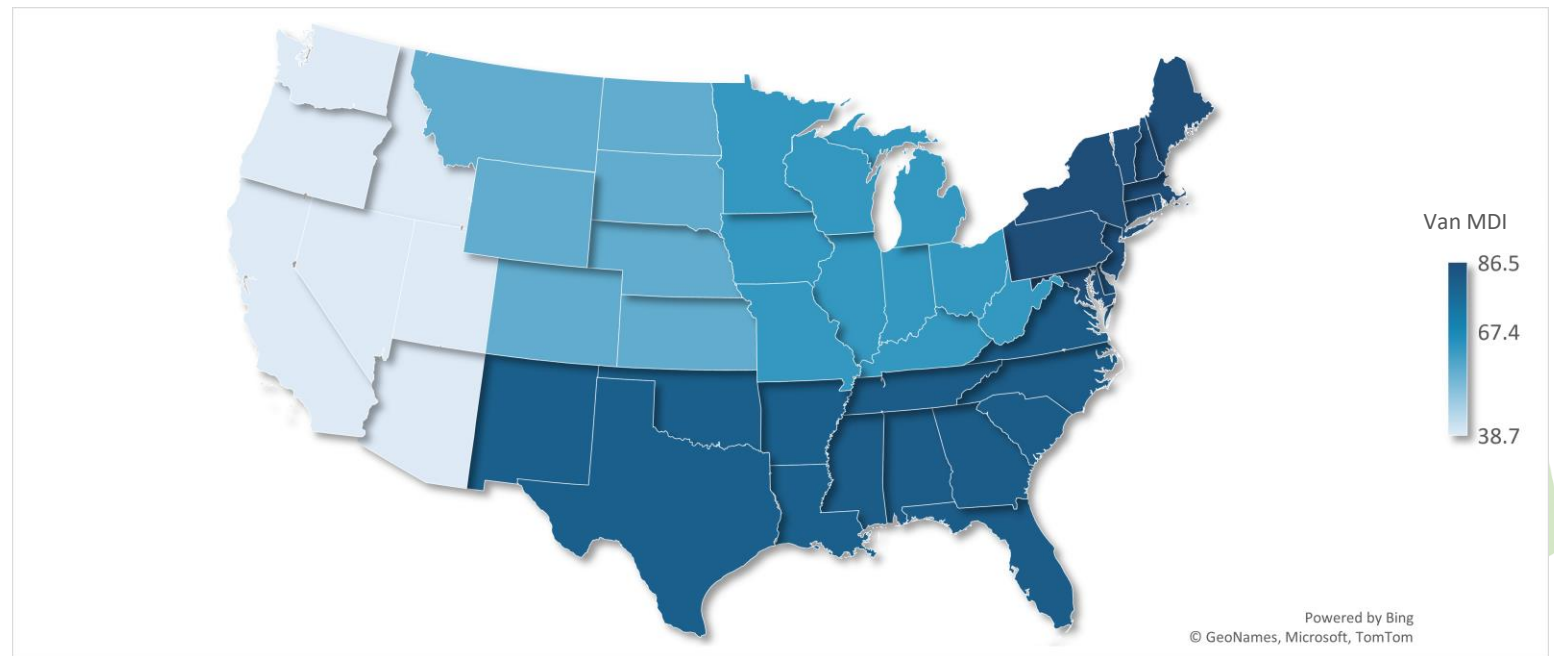 Van MDI
86.5
67.4
38.7
Powered by Bing
© GeoNames, Microsoft, TomTom